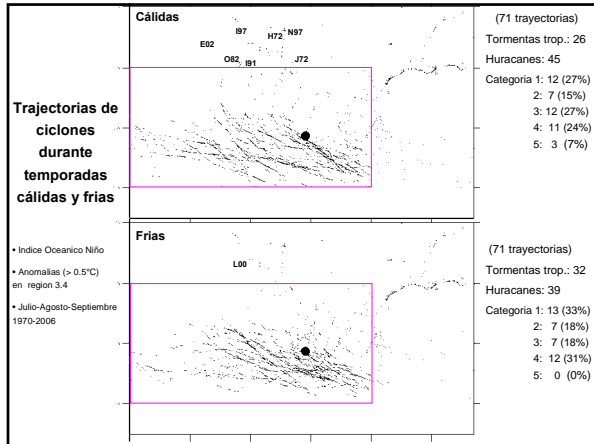 Trajectorias de
ciclones
durante
temporadas
cálidas y frias
• Indice Oceanico Niño
• Anomalias (> 0.5°C)
en region 3.4
• Julio-Agosto-Septiembre
1970-2006
Cálidas
I97
H72
N97
E02
O82
I91
J72
(71 trayectorias)
Tormentas trop.: 26
Huracanes: 45
Categoria 1: 12 (27%)
2: 7 (15%)
3: 12 (27%)
4: 11 (24%)
5: 3 (7%)
Frias
L00
(71 trayectorias)
Tormentas trop.: 32
Huracanes: 39
Categoria 1: 13 (33%)
2: 7 (18%)
3: 7 (18%)
4: 12 (31%)
5: 0 (0%)